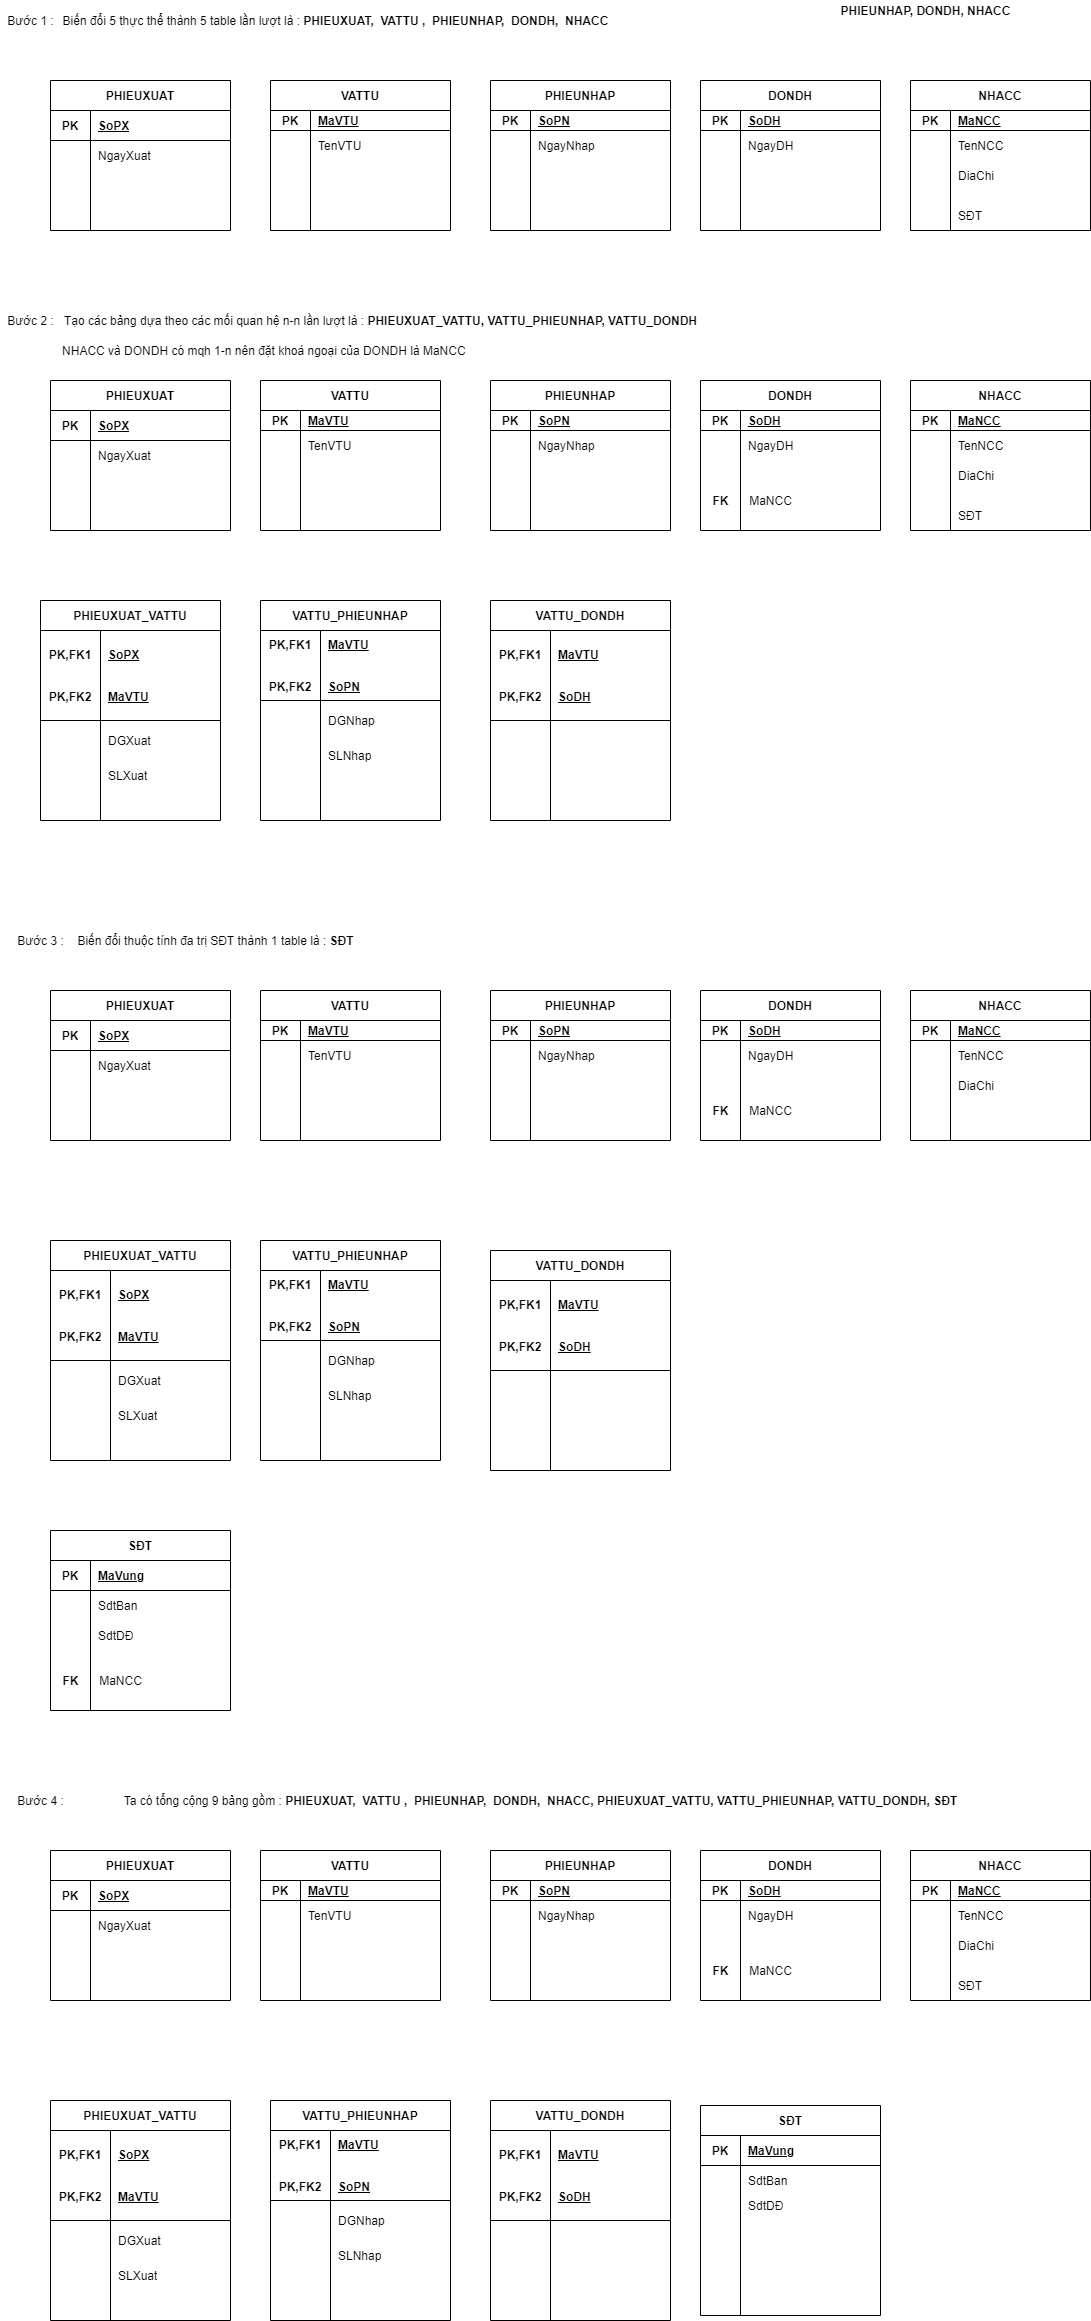 PHIEUNHAP, DONDH, NHACC
Bước 1 : Biến đổi 5 thực thể thành 5 table lần lượt là : PHIEUXUAT, VATTU , PHIEUNHAP, DONDH, NHACC
PHIEUXUAT VATTU PHIEUNHAP DONDH NHACC
PK SoPX PK MaVTU PK SoPN PK SoDH PK MaNCC
NgayXuat TenVTU NgayNhap NgayDH TenNCC
DiaChi
SĐT
Bước 2 : Tạo các bảng dựa theo các mối quan hệ n-n lần lượt là : PHIEUXUAT_VATTU, VATTU_PHIEUNHAP, VATTU_DONDH
NHACC và DONDH có mqh 1-n nên đặt khoá ngoại của DONDH là MaNCC
PHIEUXUAT VATTU PHIEUNHAP DONDH NHACC
PK SoPX PK MaVTU PK SoPN PK SoDH PK MaNCC
NgayXuat TenVTU NgayNhap NgayDH TenNCC
DiaChi
FK MaNCC
SĐT
PHIEUXUAT_VATTU VATTU_PHIEUNHAP VATTU_DONDH
PK,FK1 SoPX PK,FK1 MaVTU PK,FK1 MaVTU
PK,FK2 MaVTU PK,FK2 SoPN PK,FK2 SoDH
DGXuat DGNhap
SLXuat SLNhap
Bước 3 : Biến đổi thuộc tính đa trị SĐT thành 1 table là : SĐT
PHIEUXUAT VATTU PHIEUNHAP DONDH NHACC
PK SoPX PK MaVTU PK SoPN PK SoDH PK MaNCC
NgayXuat TenVTU NgayNhap NgayDH TenNCC
DiaChi
FK MaNCC
PHIEUXUAT_VATTU VATTU_PHIEUNHAP VATTU_DONDH
PK,FK1 SoPX PK,FK1 MaVTU PK,FK1 MaVTU
PK,FK2 MaVTU PK,FK2 SoPN PK,FK2 SoDH
DGXuat DGNhap
SLXuat SLNhap
SĐT
PK MaVung
SdtBan
SdtDĐ
FK MaNCC
Bước 4 : Ta có tổng cộng 9 bảng gồm : PHIEUXUAT, VATTU , PHIEUNHAP, DONDH, NHACC, PHIEUXUAT_VATTU, VATTU_PHIEUNHAP, VATTU_DONDH, SĐT
PHIEUXUAT VATTU PHIEUNHAP DONDH NHACC
PK SoPX PK MaVTU PK SoPN PK SoDH PK MaNCC
NgayXuat TenVTU NgayNhap NgayDH TenNCC
DiaChi
FK MaNCC
SĐT
PHIEUXUAT_VATTU VATTU_PHIEUNHAP VATTU_DONDH SĐT
PK,FK1 SoPX PK,FK1 MaVTU PK,FK1 MaVTU PK MaVung
PK,FK2 MaVTU PK,FK2 SoPN PK,FK2 SoDH SdtBan
SdtDĐ
DGXuat DGNhap
SLXuat SLNhap